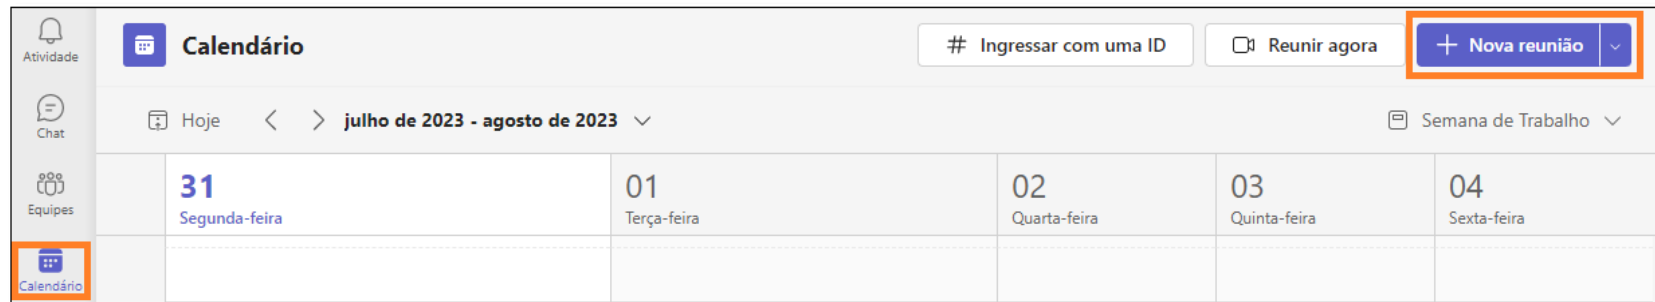 Atividade
Chat
Equipes
Calendário
Calendário
# Ingressar com uma ID
Reunir agora
+ Nova reunião
Hoje
julho de 2023 - agosto de 2023
Semana de Trabalho
31
Segunda-feira
01
Terça-feira
02
Quarta-feira
03
Quinta-feira
04
Sexta-feira